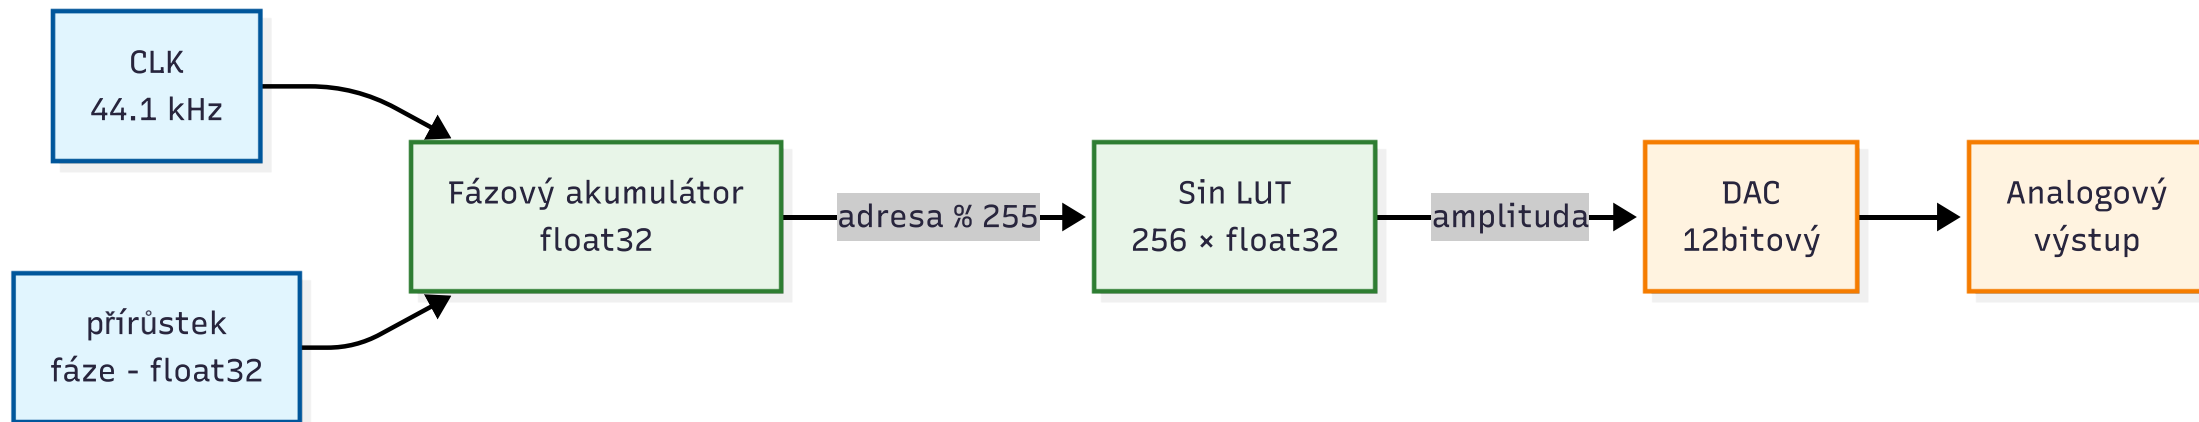 CLK
44.1 kHz
přírůstek
fáze - float32
Fázový akumulátor
float32
adresa % 255
Sin LUT
256 × float32
amplituda
DAC
12bitový
Analogový
výstup